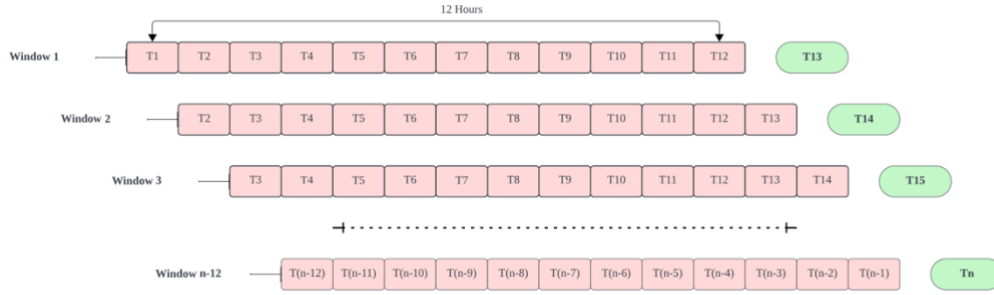 12 Hours
Window 1 T1 T2 T3 T4 T5 T6 T7 T8 T9 T10 T11 T12 T13
Window 2 T2 T3 T4 T5 T6 T7 T8 T9 T10 T11 T12 T13 T14
Window 3 T3 T4 T5 T6 T7 T8 T9 T10 T11 T12 T13 T14 T15
Window n-12 T(n-12) T(n-11) T(n-10) T(n-9) T(n-8) T(n-7) T(n-6) T(n-5) T(n-4) T(n-3) T(n-2) T(n-1) Tn